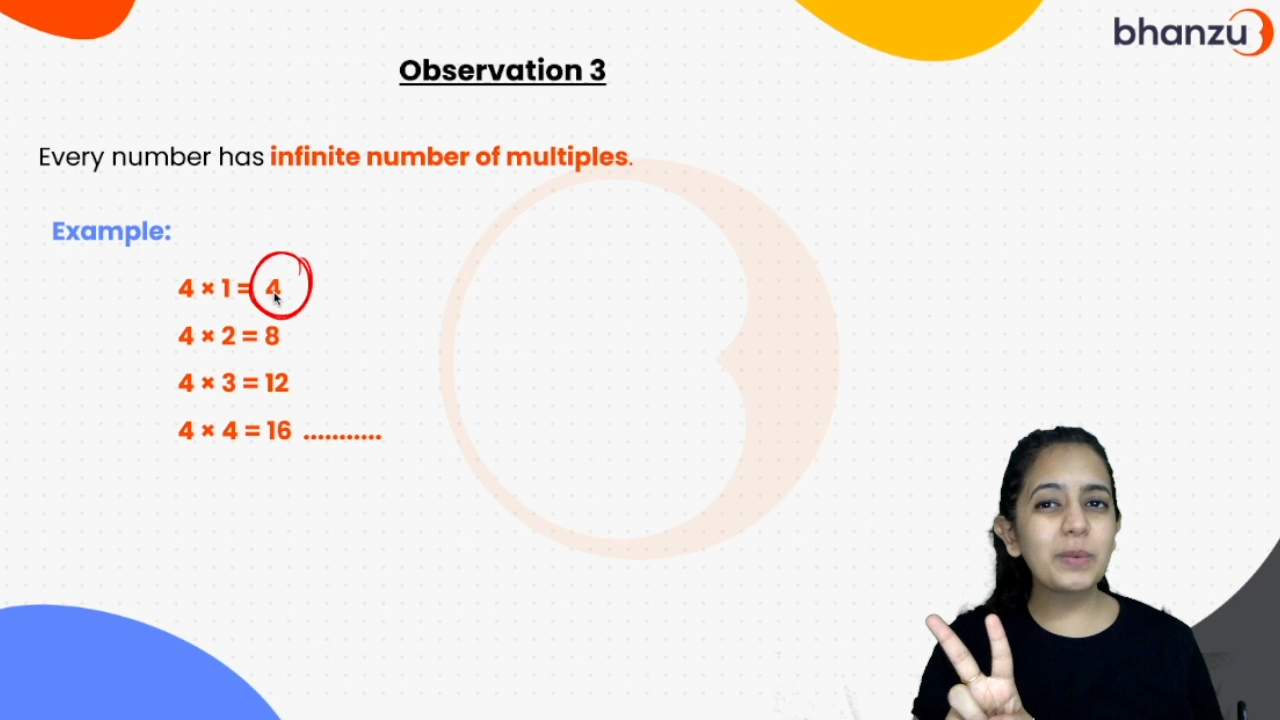 bhanzu
Observation 3
Every number has infinite number of multiples.
Example:
4 × 1 = 4
4 × 2 = 8
4 × 3 = 12
4 × 4 = 16 ...........